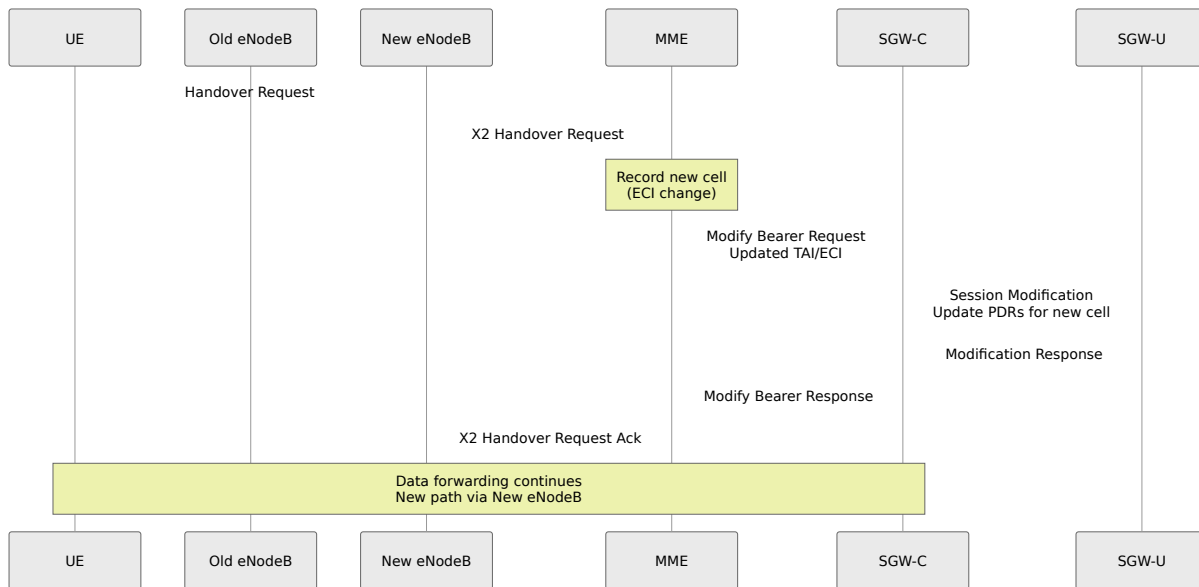 UE
Old eNodeB
New eNodeB
MME
SGW-C
SGW-U
Handover Request
X2 Handover Request
Record new cell
(ECI change)
Modify Bearer Request
Updated TAI/ECI
Session Modification
Update PDRs for new cell
Modification Response
Modify Bearer Response
X2 Handover Request Ack
Data forwarding continues
New path via New eNodeB
UE
Old eNodeB
New eNodeB
MME
SGW-C
SGW-U